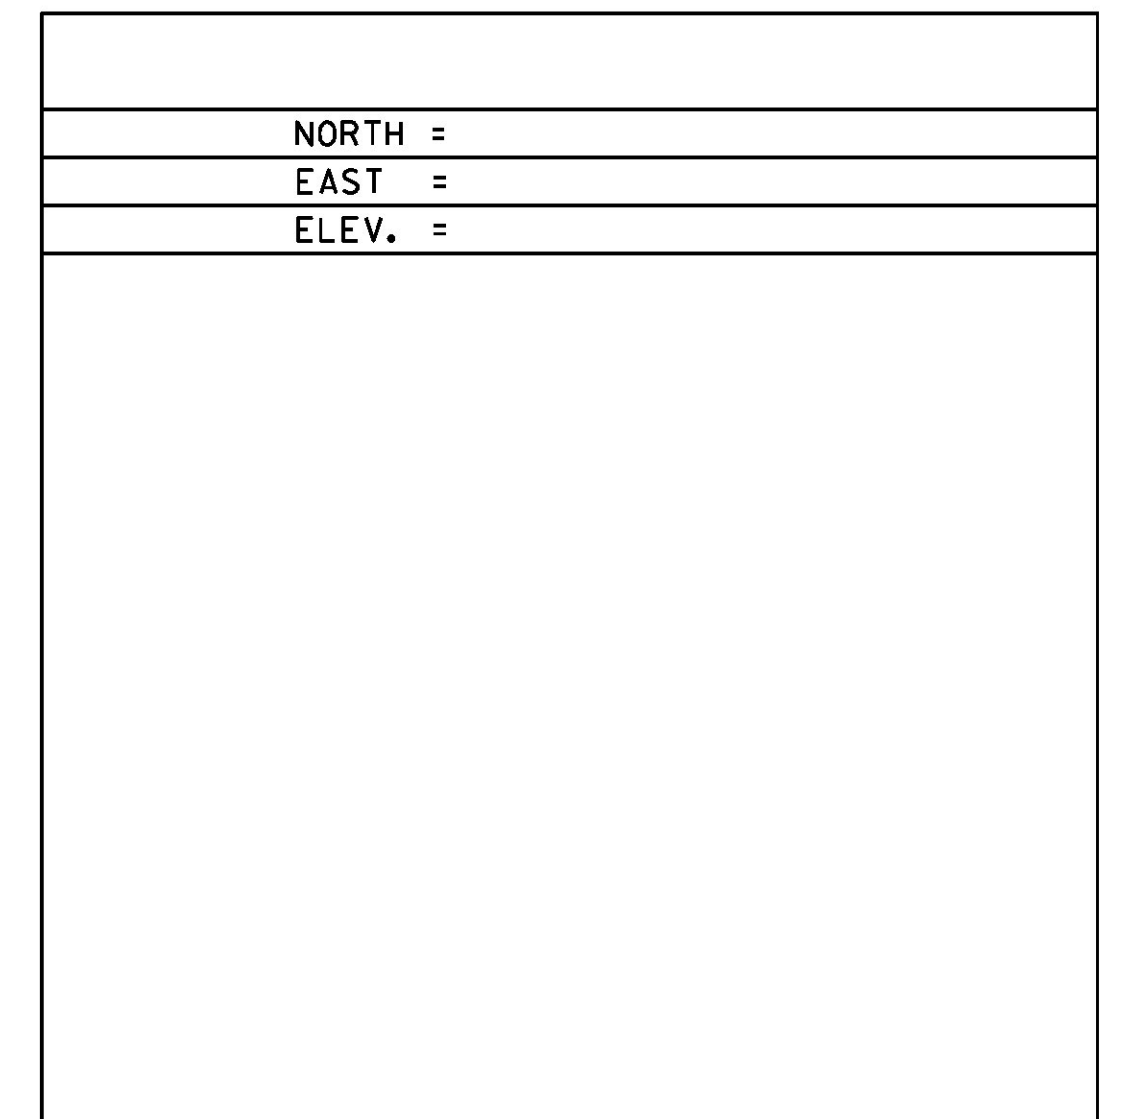 NORTH =
EAST =
ELEV. =